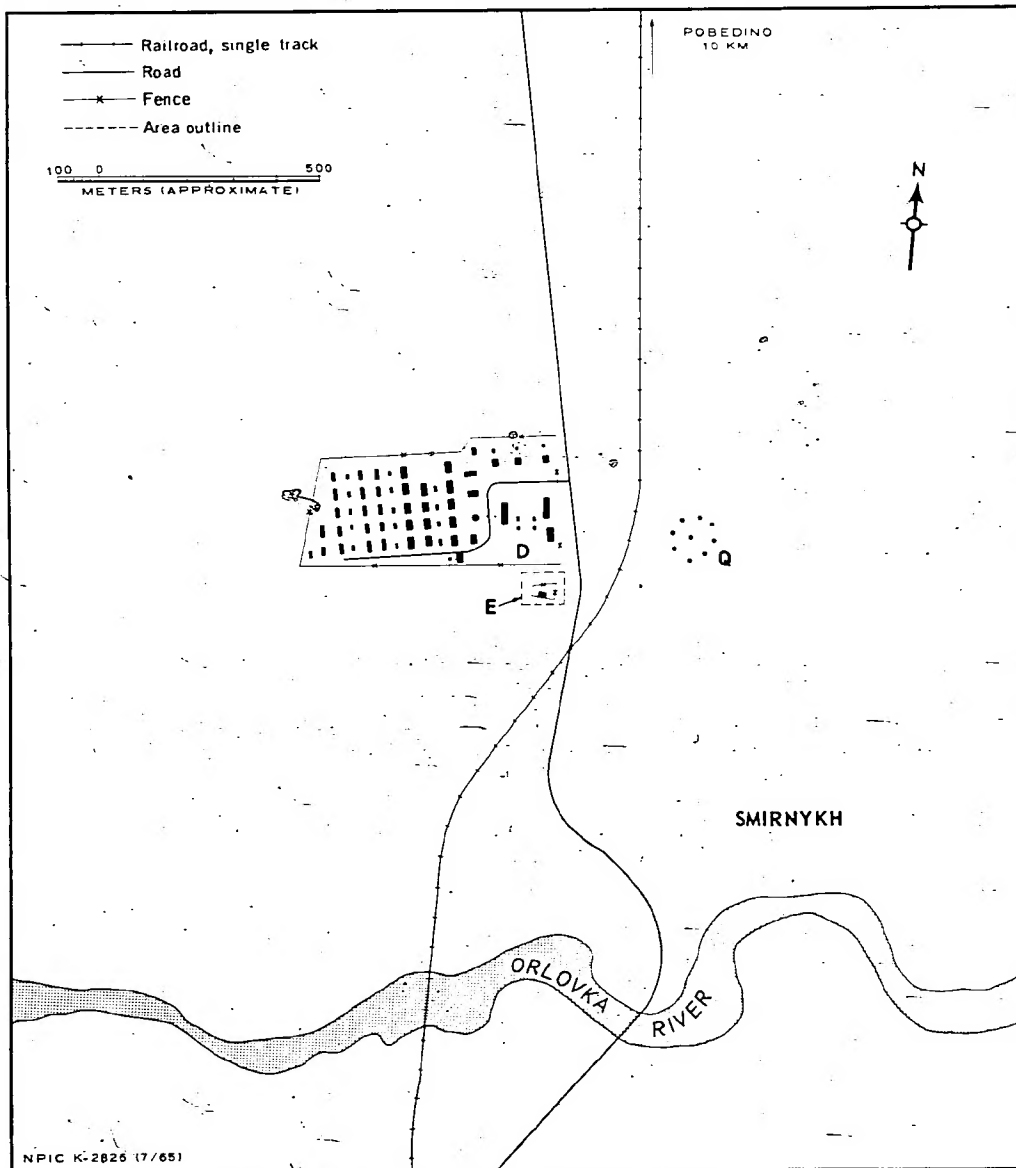 Railroad, single track
Road
Fence
Area outline
100 0 500
METERS (APPROXIMATE)
POBEDINO
10 KM
N
D
Q
E
SMIRNYKH
ORLOVKA
RIVER
NPIC K-2826 (7/65)